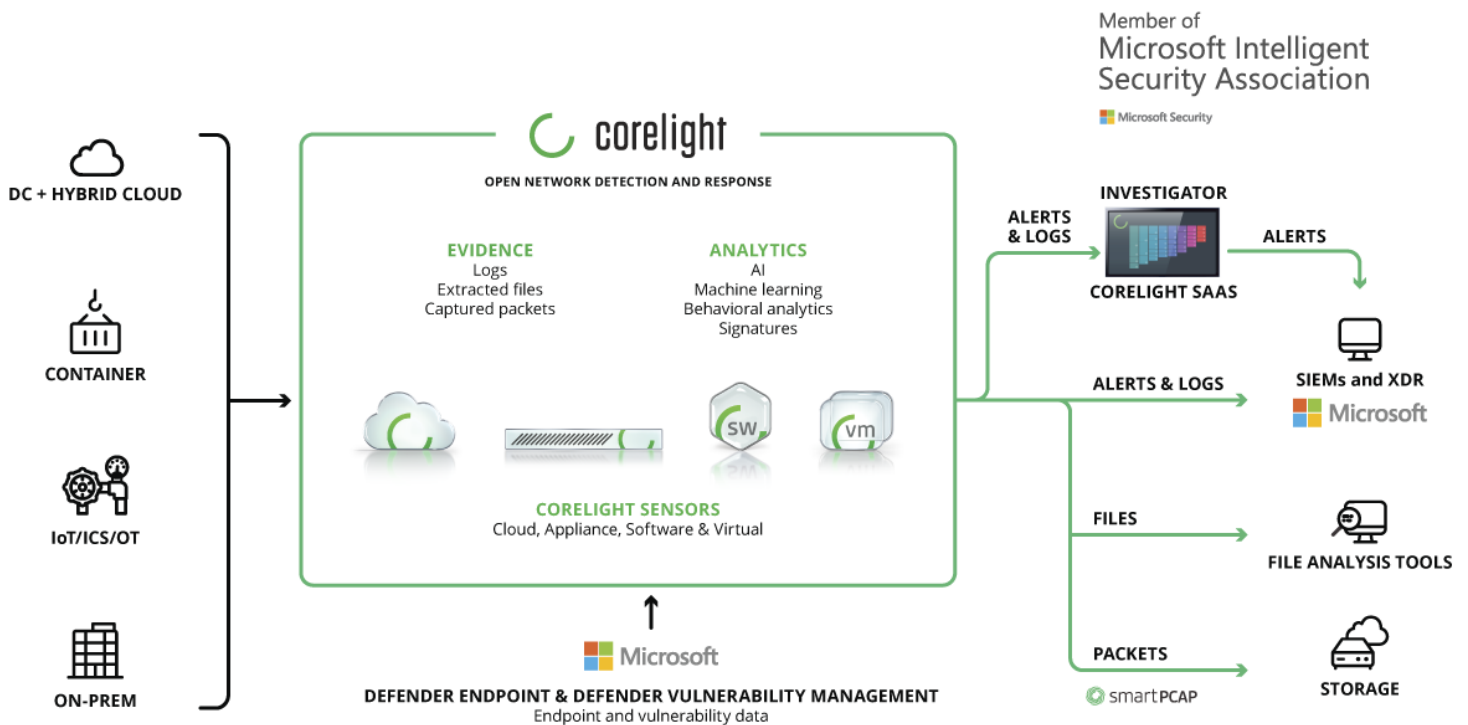 Member of
Microsoft Intelligent
Security Association
Microsoft Security
DC + HYBRID CLOUD
CONTAINER
IoT/ICS/OT
ON-PREM
corelight
OPEN NETWORK DETECTION AND RESPONSE
EVIDENCE
Logs
Extracted files
Captured packets
ANALYTICS
AI
Machine learning
Behavioral analytics
Signatures
sw
vm
CORELIGHT SENSORS
Cloud, Appliance, Software & Virtual
Microsoft
DEFENDER ENDPOINT & DEFENDER VULNERABILITY MANAGEMENT
Endpoint and vulnerability data
ALERTS
& LOGS
INVESTIGATOR
CORELIGHT SAAS
ALERTS
ALERTS & LOGS
SIEMs and XDR
Microsoft
FILES
FILE ANALYSIS TOOLS
PACKETS
smartPCAP
STORAGE